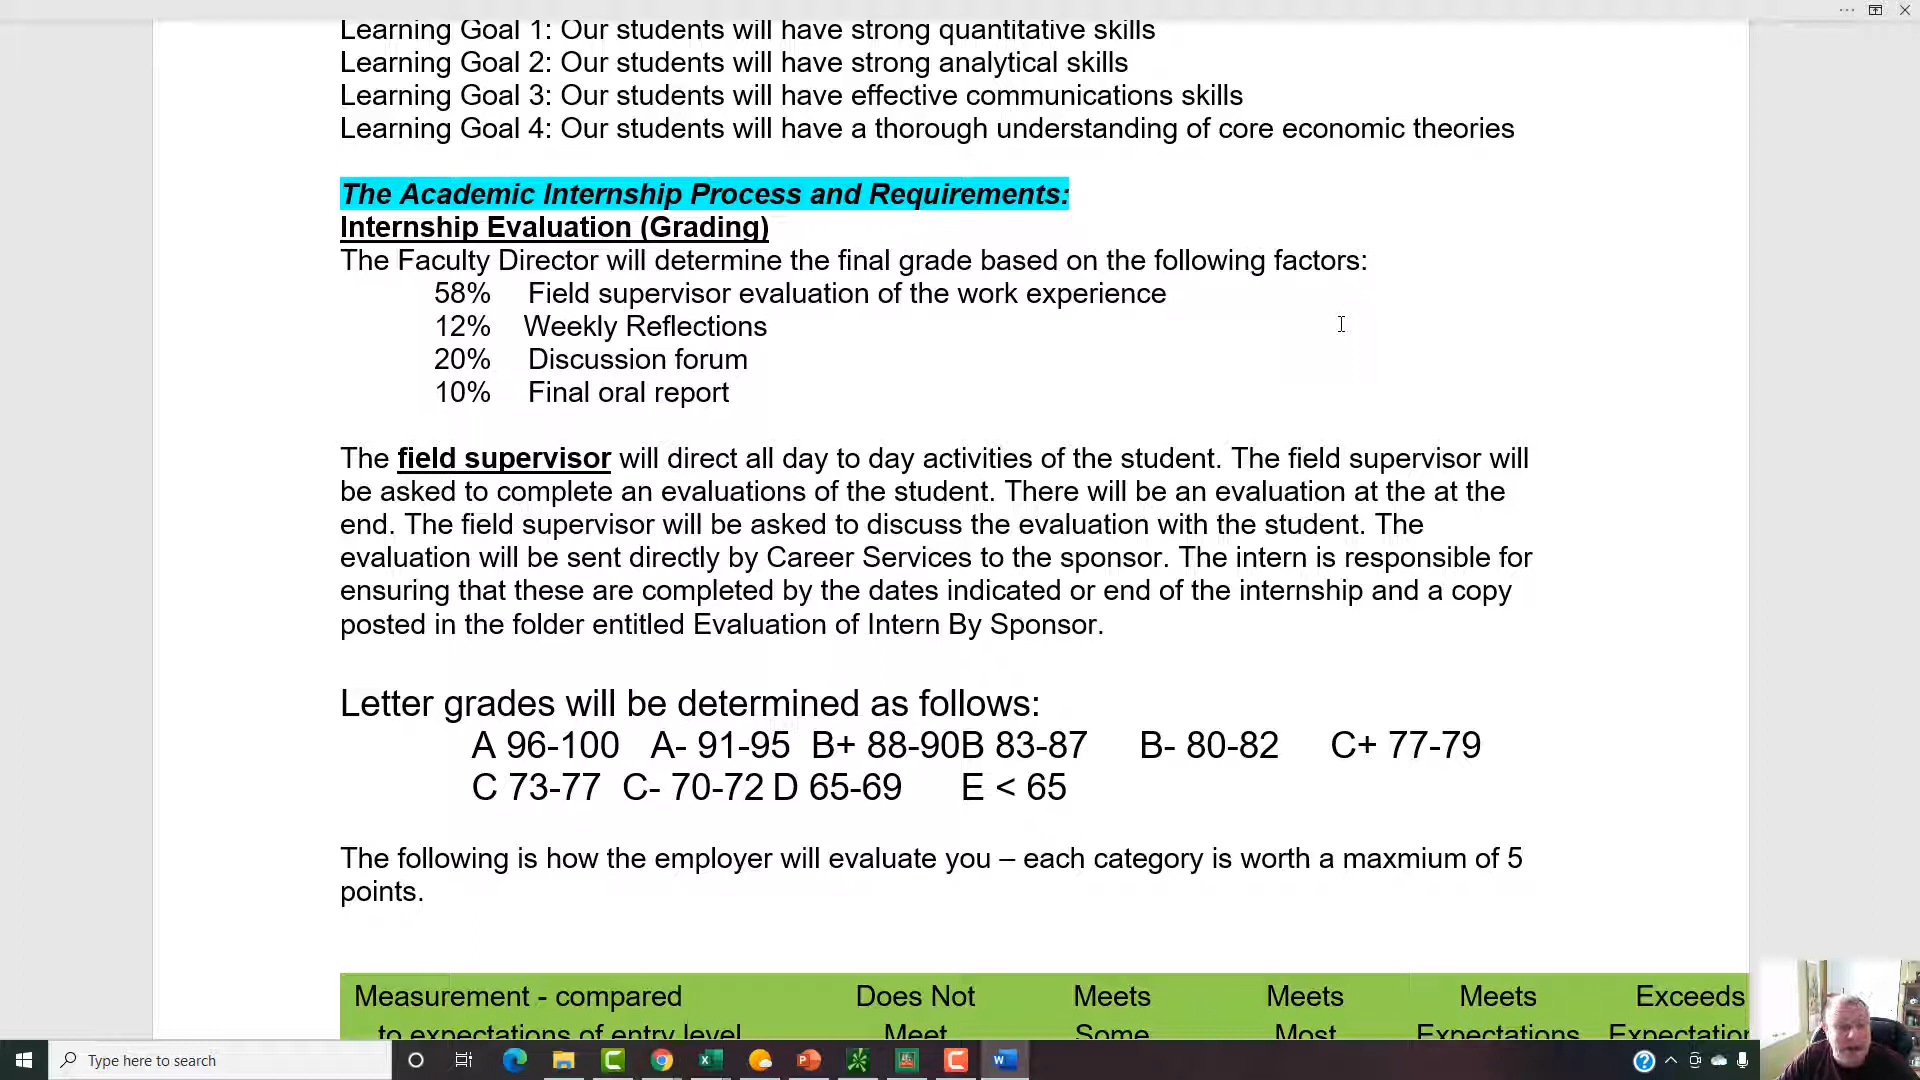 Learning Goal 1: Our students will have strong quantitative skills
Learning Goal 2: Our students will have strong analytical skills
Learning Goal 3: Our students will have effective communications skills
Learning Goal 4: Our students will have a thorough understanding of core economic theories
The Academic Internship Process and Requirements:
Internship Evaluation (Grading)
The Faculty Director will determine the final grade based on the following factors:
58% Field supervisor evaluation of the work experience
12% Weekly Reflections
20% Discussion forum
10% Final oral report
The field supervisor will direct all day to day activities of the student. The field supervisor will
be asked to complete an evaluations of the student. There will be an evaluation at the at the
end. The field supervisor will be asked to discuss the evaluation with the student. The
evaluation will be sent directly by Career Services to the sponsor. The intern is responsible for
ensuring that these are completed by the dates indicated or end of the internship and a copy
posted in the folder entitled Evaluation of Intern By Sponsor.
Letter grades will be determined as follows:
A 96-100 A- 91-95 B+ 88-90B 83-87 B- 80-82 C+ 77-79
C 73-77 C- 70-72 D 65-69 E < 65
The following is how the employer will evaluate you – each category is worth a maxmium of 5
points.
Measurement - compared Does Not Meets Meets Meets Exceeds
to expectations of entry level Meet Some Most Expectations Expectation
Type here to search